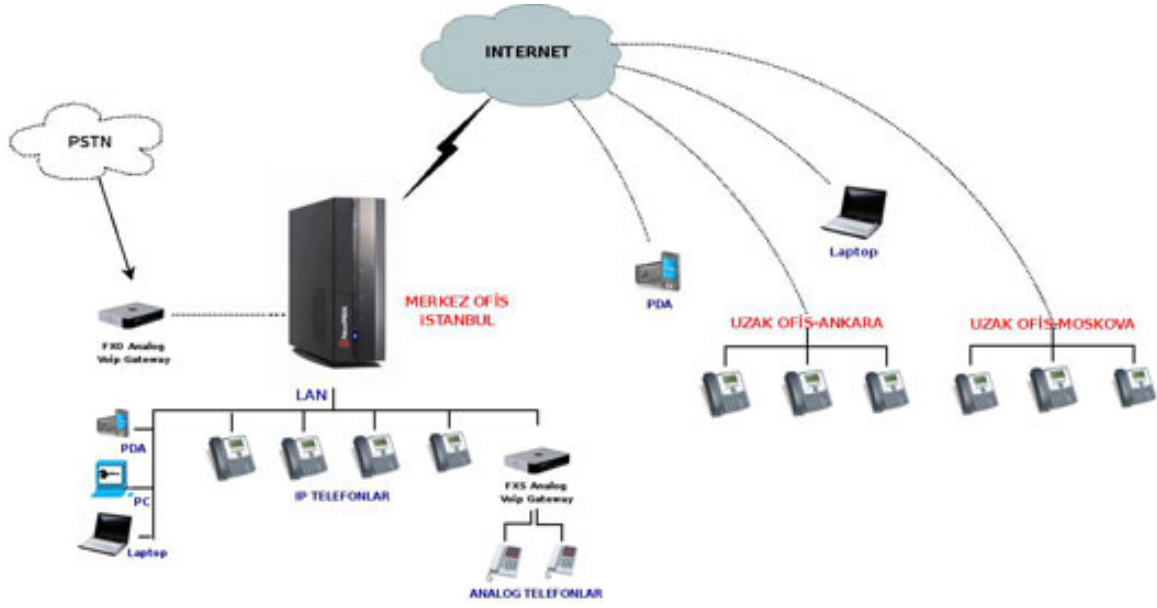 INTERNET
PSTN
Laptop
PDA
MERKEZ OFİS
İSTANBUL
UZAK OFİS-ANKARA
UZAK OFİS-MOSKOVA
FXO Analog
Voip Gateway
LAN
PDA
PC
Laptop
IP TELEFONLAR
FXS Analog
Voip Gateway
ANALOG TELEFONLAR